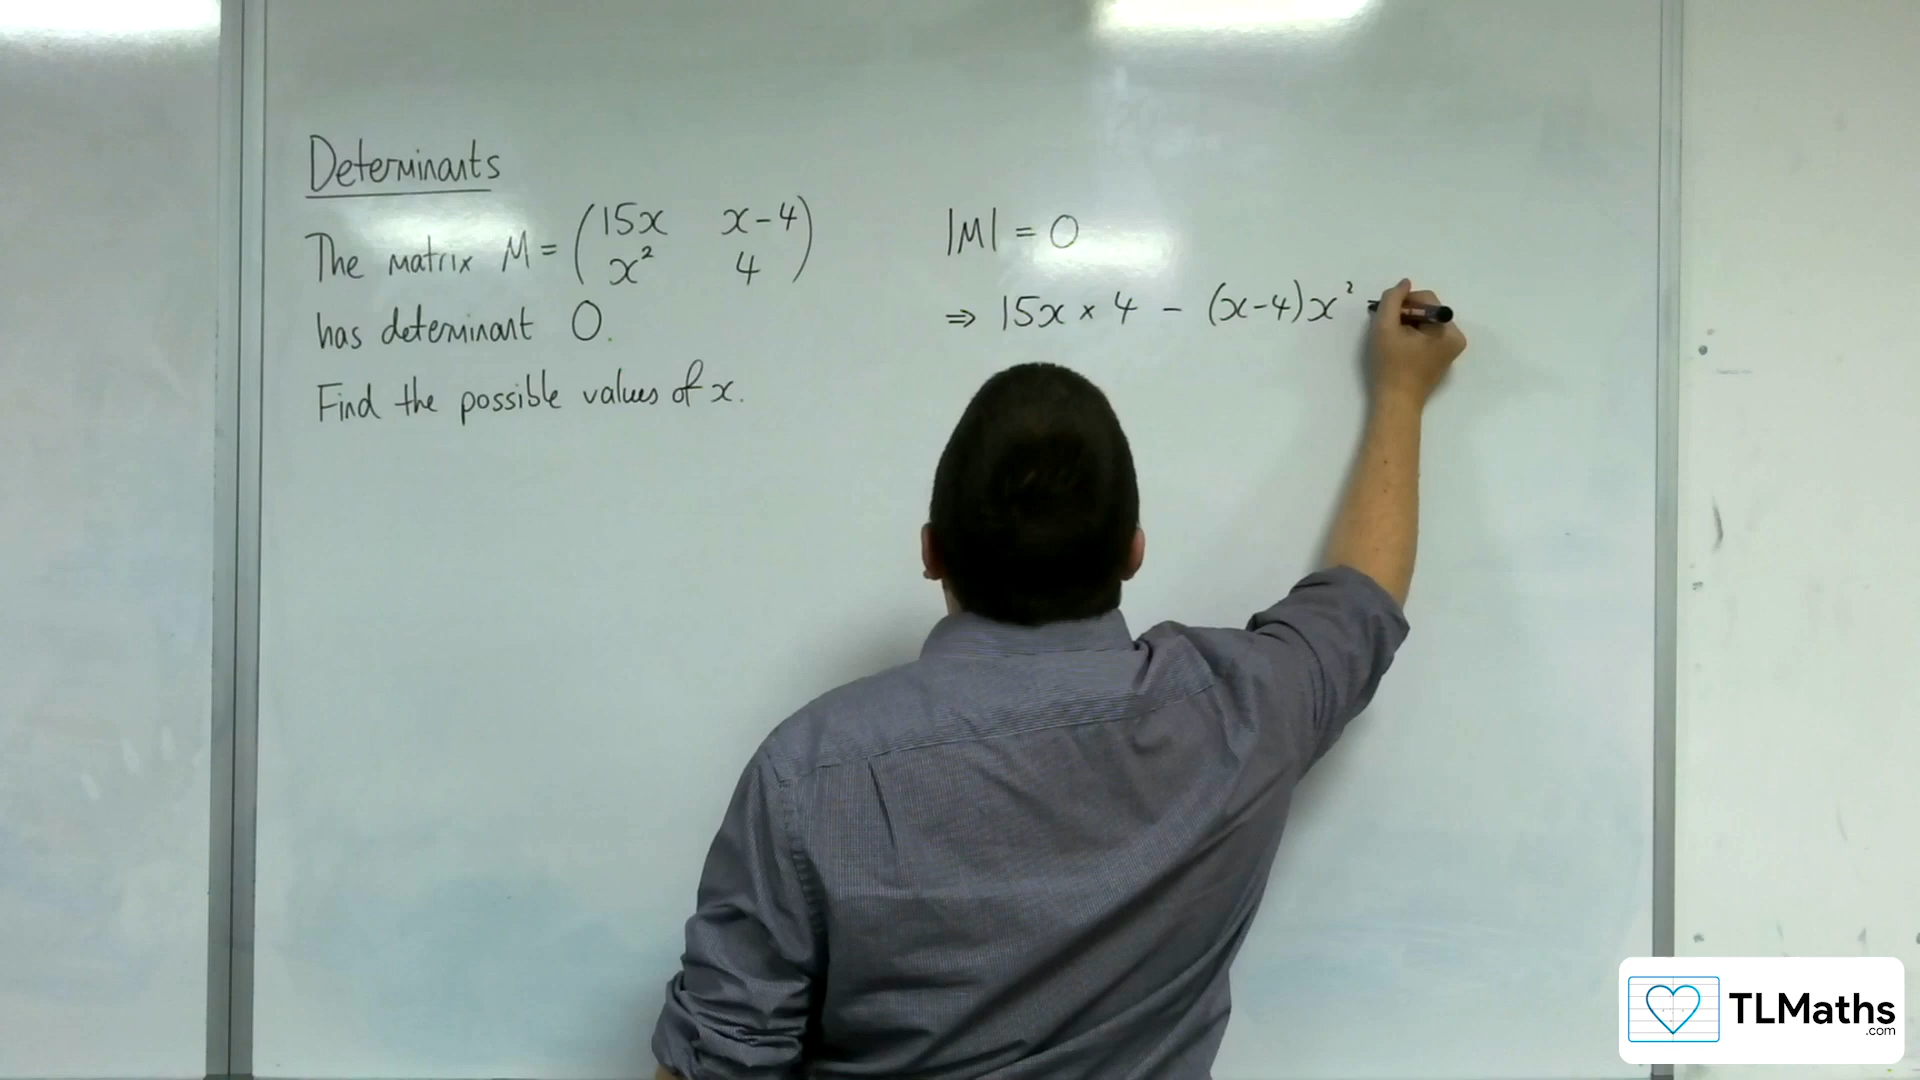 Determinants
The matrix M = (15x x-4
x² 4)
has determinant 0.
Find the possible values of x.
|M| = 0
⇒ 15x × 4 - (x-4)x²
TLMaths
.com